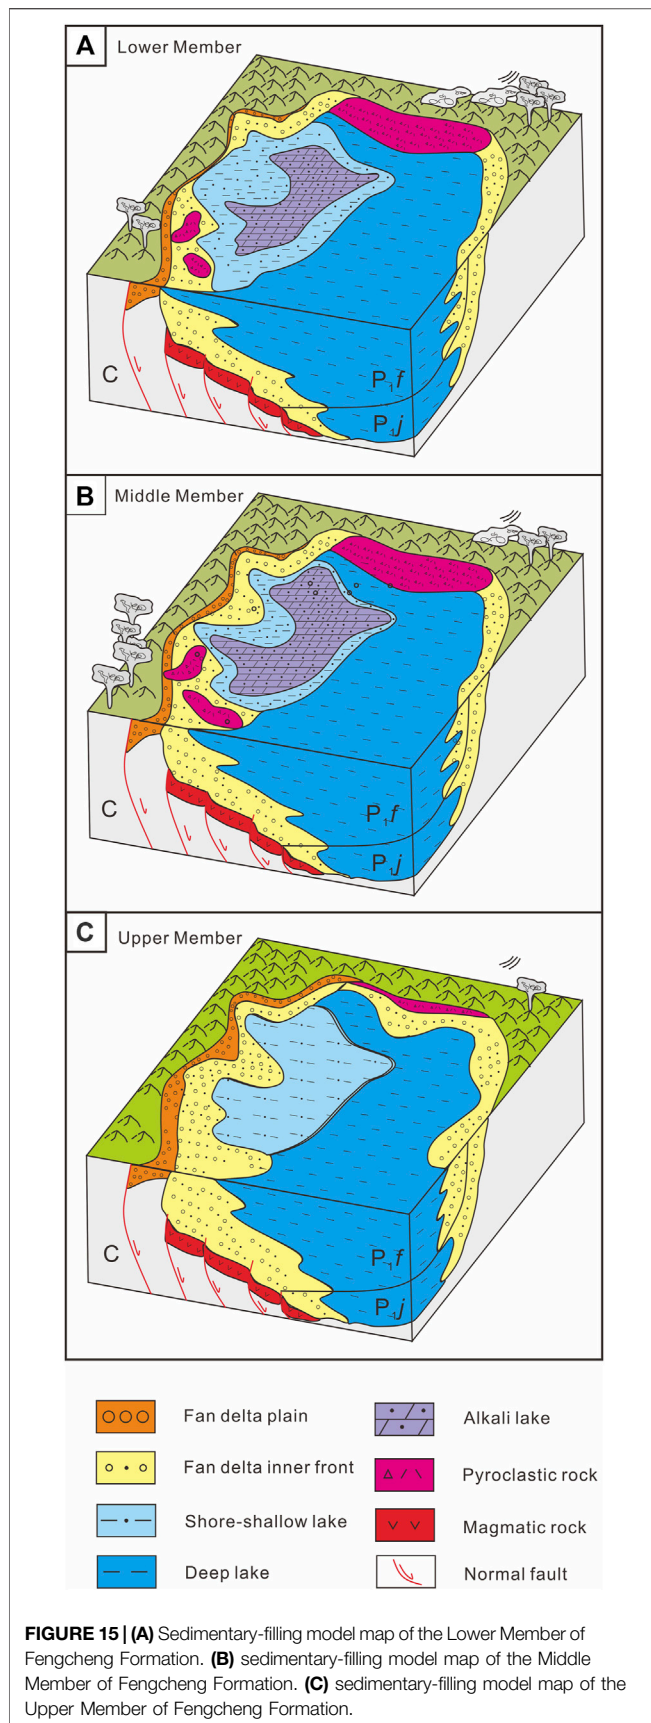 A Lower Member
C
P₁f
P₁j
B Middle Member
C
P₁f
P₁j
C Upper Member
C
P₁f
P₁j
Fan delta plain
Alkali lake
Fan delta inner front
Pyroclastic rock
Shore-shallow lake
Magmatic rock
Deep lake
Normal fault
FIGURE 15 | (A) Sedimentary-filling model map of the Lower Member of
Fengcheng Formation. (B) sedimentary-filling model map of the Middle
Member of Fengcheng Formation. (C) sedimentary-filling model map of the
Upper Member of Fengcheng Formation.